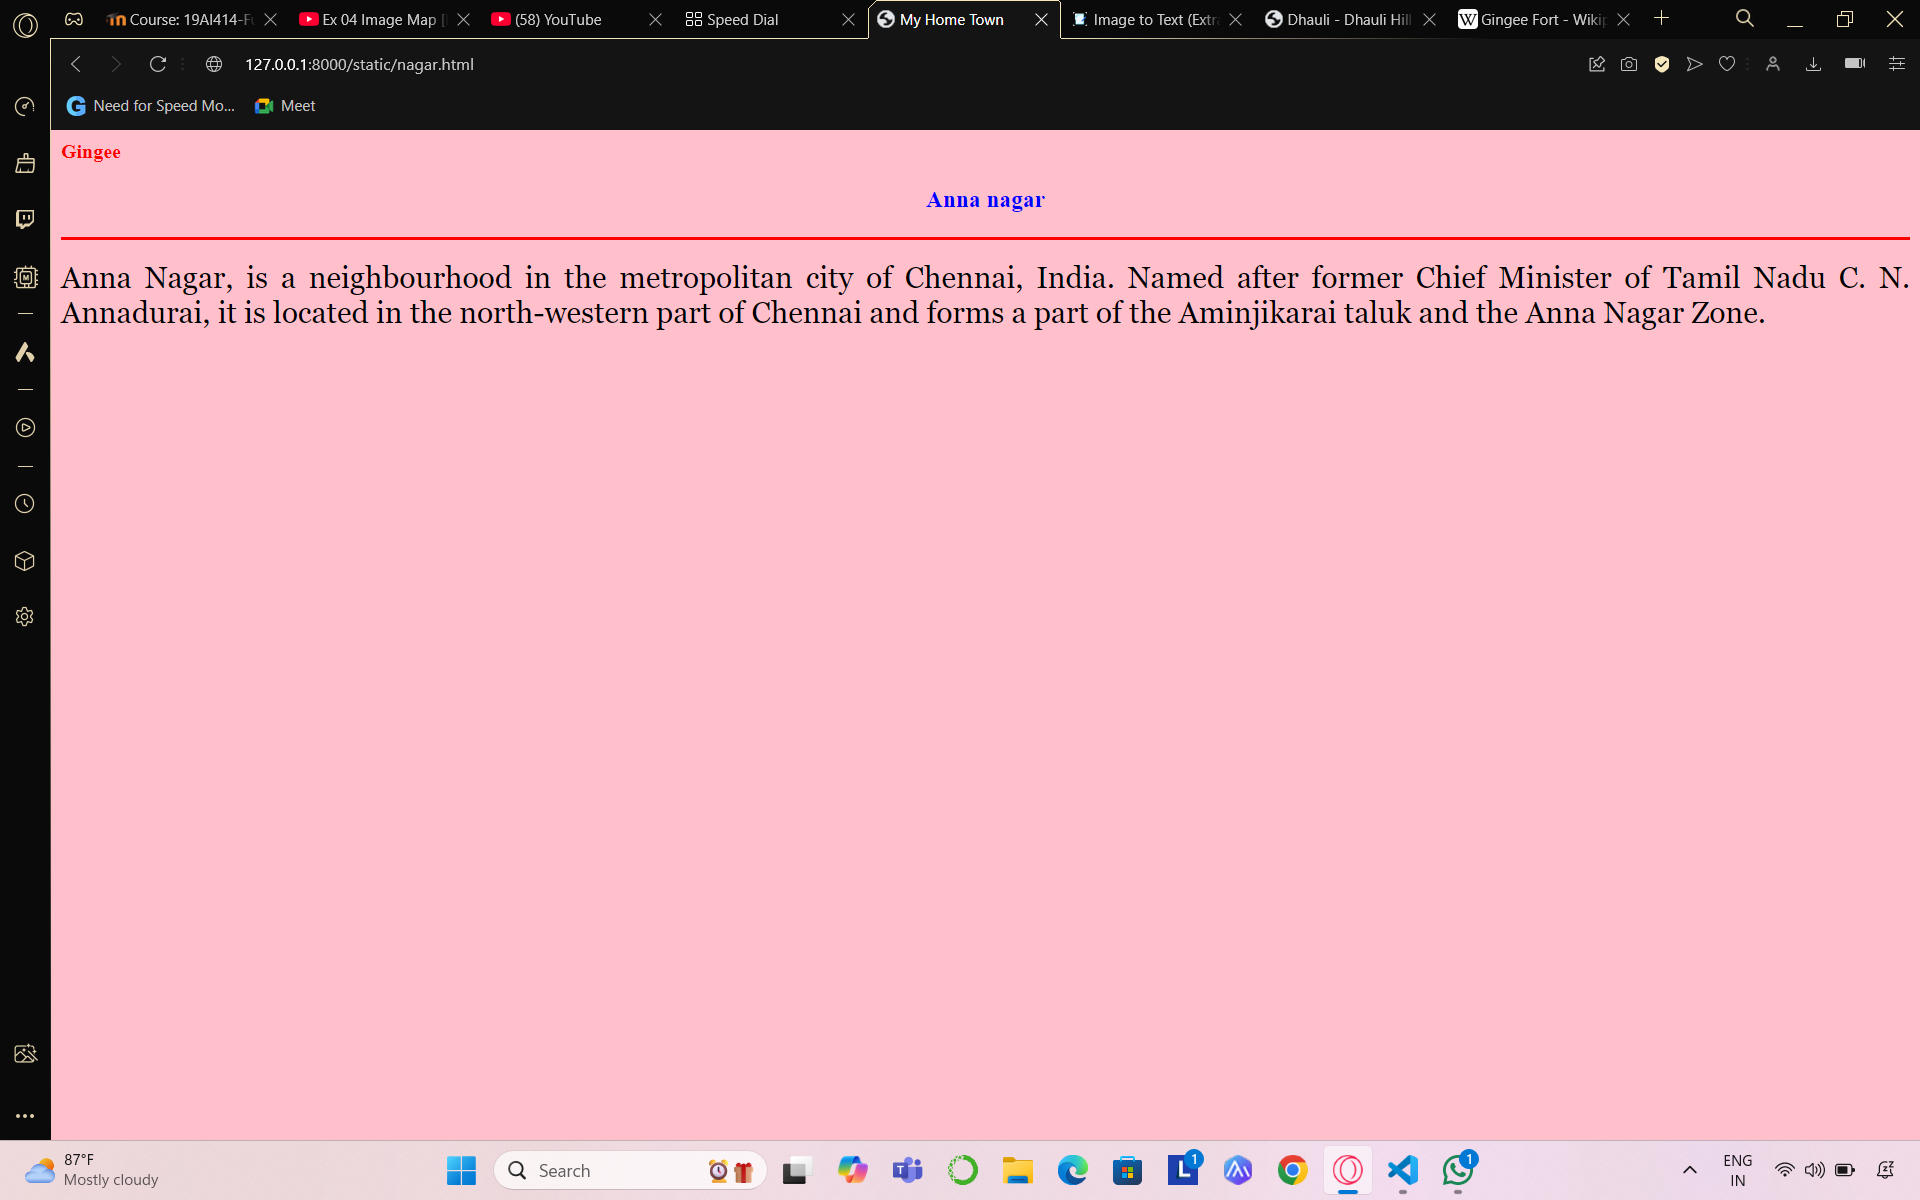 Course: 19AI414-Fu
Ex 04 Image Map
(58) YouTube
Speed Dial
My Home Town
Image to Text (Extra
Dhauli - Dhauli Hill
W Gingee Fort - Wikip
127.0.0.1:8000/static/nagar.html
G Need for Speed Mo...
Meet
Gingee
Anna nagar
Anna Nagar, is a neighbourhood in the metropolitan city of Chennai, India. Named after former Chief Minister of Tamil Nadu C. N.
Annadurai, it is located in the north-western part of Chennai and forms a part of the Aminjikarai taluk and the Anna Nagar Zone.
87°F
Mostly cloudy
Search
L 1
1
ENG
IN